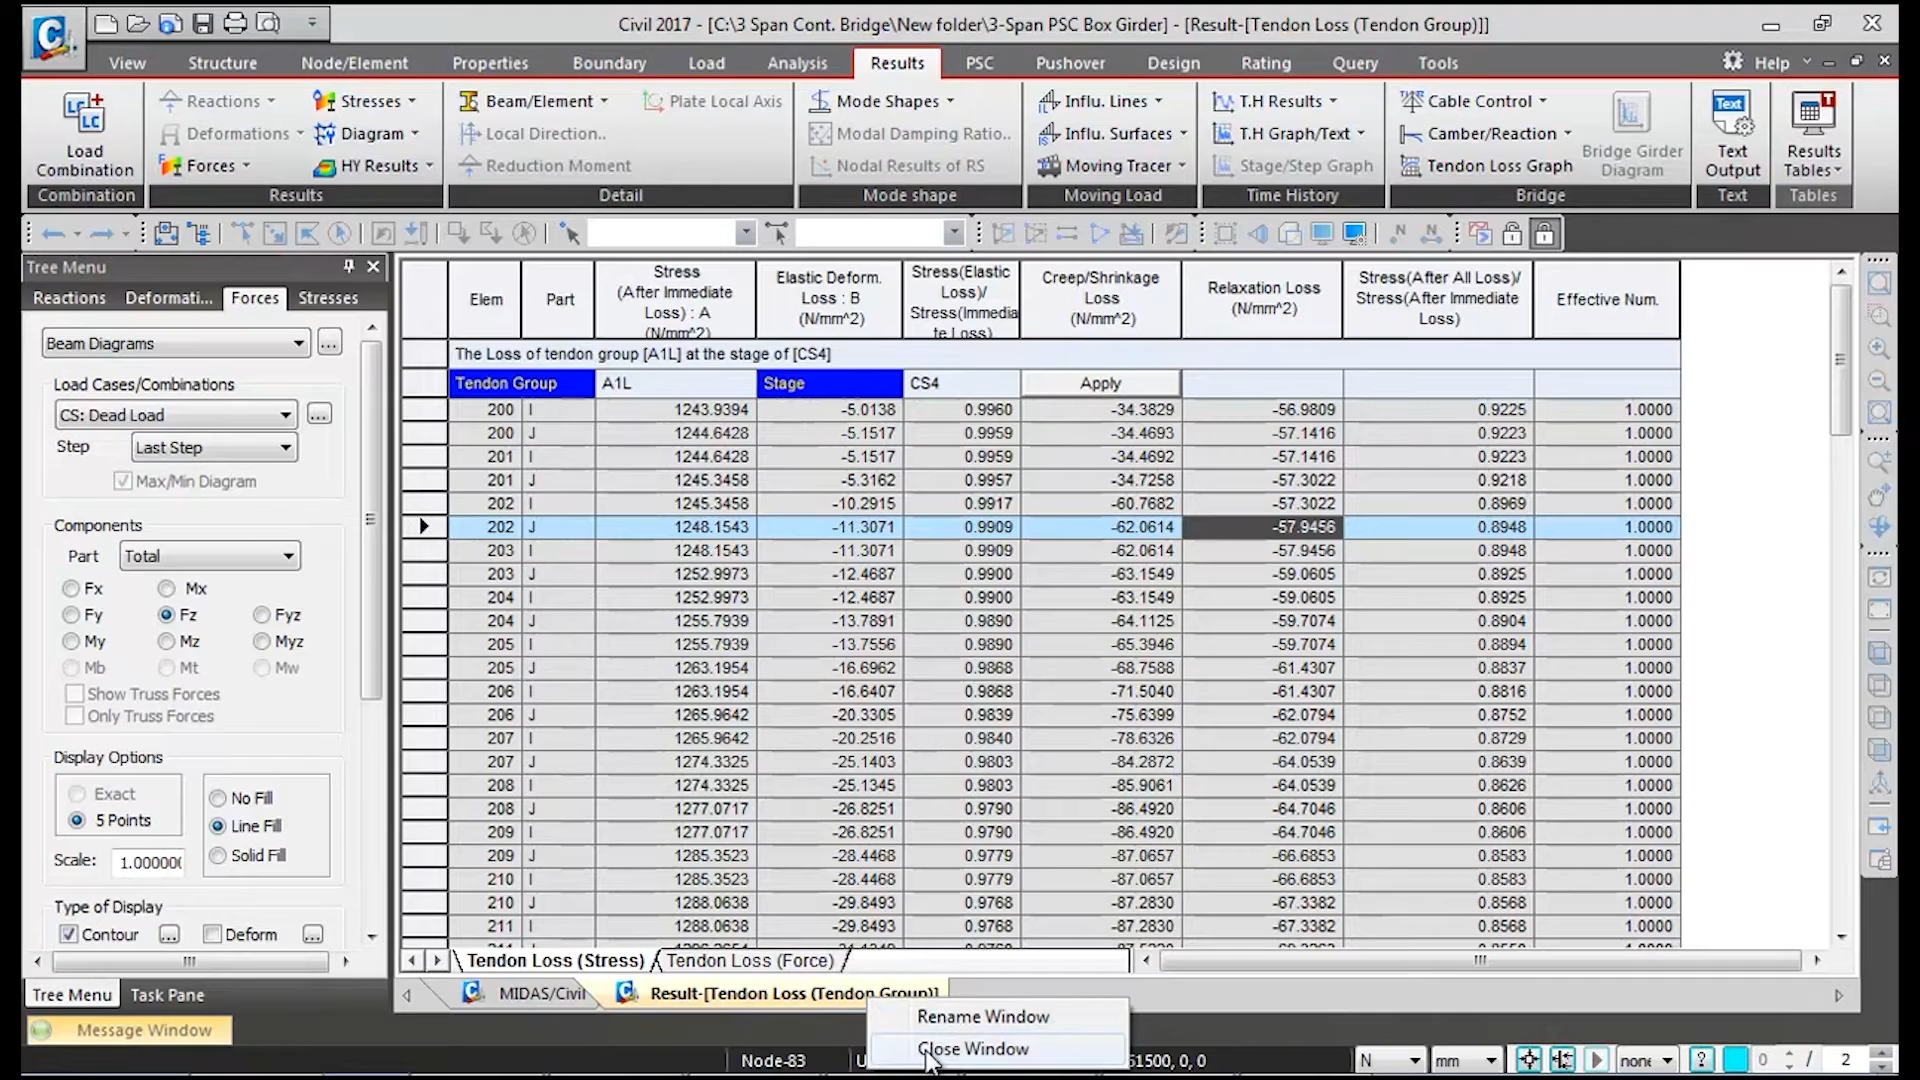 Civil 2017 - [C:\3 Span Cont. Bridge\New folder\3-Span PSC Box Girder] - [Result-[Tendon Loss (Tendon Group)]]
View Structure Node/Element Properties Boundary Load Analysis Results PSC Pushover Design Rating Query Tools Help
Load Combination
Combination
Reactions Stresses
Deformations Diagram
Forces HY Results
Results
Beam/Element Plate Local Axis
Local Direction..
Reduction Moment
Detail
Mode Shapes
Modal Damping Ratio..
Nodal Results of RS
Mode shape
Influ. Lines
Influ. Surfaces
Moving Tracer
Moving Load
T.H Results
T.H Graph/Text
Stage/Step Graph
Time History
Cable Control
Camber/Reaction
Tendon Loss Graph
Bridge Girder Diagram
Bridge
Text Output
Text
Results Tables
Tables
Tree Menu
Reactions Deformati... Forces Stresses
Beam Diagrams ...
Load Cases/Combinations
CS: Dead Load ...
Step Last Step
Max/Min Diagram
Components
Part Total
Fx Mx
Fy Fz Fyz
My Mz Myz
Mb Mt Mw
Show Truss Forces
Only Truss Forces
Display Options
Exact
5 Points
No Fill
Line Fill
Solid Fill
Scale: 1.00000
Type of Display
Contour ... Deform ...
Tree Menu Task Pane
Message Window
Elem
Part
Stress (After Immediate Loss) : A (N/mm^2)
Elastic Deform. Loss : B (N/mm^2)
Stress(Elastic Loss)/ Stress(Immedia te Loss)
Creep/Shrinkage Loss (N/mm^2)
Relaxation Loss (N/mm^2)
Stress(After All Loss)/ Stress(After Immediate Loss)
Effective Num.
The Loss of tendon group [A1L] at the stage of [CS4]
Tendon Group A1L Stage CS4 Apply
200 I 1243.9394 -5.0138 0.9960 -34.3829 -56.9809 0.9225 1.0000
200 J 1244.6428 -5.1517 0.9959 -34.4693 -57.1416 0.9223 1.0000
201 I 1244.6428 -5.1517 0.9959 -34.4692 -57.1416 0.9223 1.0000
201 J 1245.3458 -5.3162 0.9957 -34.7258 -57.3022 0.9218 1.0000
202 I 1245.3458 -10.2915 0.9917 -60.7682 -57.3022 0.8969 1.0000
202 J 1248.1543 -11.3071 0.9909 -62.0614 -57.9456 0.8948 1.0000
203 I 1248.1543 -11.3071 0.9909 -62.0614 -57.9456 0.8948 1.0000
203 J 1252.9973 -12.4687 0.9900 -63.1549 -59.0605 0.8925 1.0000
204 I 1252.9973 -12.4687 0.9900 -63.1549 -59.0605 0.8925 1.0000
204 J 1255.7939 -13.7891 0.9890 -64.1125 -59.7074 0.8904 1.0000
205 I 1255.7939 -13.7556 0.9890 -65.3946 -59.7074 0.8894 1.0000
205 J 1263.1954 -16.6962 0.9868 -68.7588 -61.4307 0.8837 1.0000
206 I 1263.1954 -16.6407 0.9868 -71.5040 -61.4307 0.8816 1.0000
206 J 1265.9642 -20.3305 0.9839 -75.6399 -62.0794 0.8752 1.0000
207 I 1265.9642 -20.2516 0.9840 -78.6326 -62.0794 0.8729 1.0000
207 J 1274.3325 -25.1403 0.9803 -84.2872 -64.0539 0.8639 1.0000
208 I 1274.3325 -25.1345 0.9803 -85.9061 -64.0539 0.8626 1.0000
208 J 1277.0717 -26.8251 0.9790 -86.4920 -64.7046 0.8606 1.0000
209 I 1277.0717 -26.8251 0.9790 -86.4920 -64.7046 0.8606 1.0000
209 J 1285.3523 -28.4468 0.9779 -87.0657 -66.6853 0.8583 1.0000
210 I 1285.3523 -28.4468 0.9779 -87.0657 -66.6853 0.8583 1.0000
210 J 1288.0638 -29.8493 0.9768 -87.2830 -67.3382 0.8568 1.0000
211 I 1288.0638 -29.8493 0.9768 -87.2830 -67.3382 0.8568 1.0000
Tendon Loss (Stress) Tendon Loss (Force)
MIDAS/Civil Result-[Tendon Loss (Tendon Group)]
Rename Window
Close Window
Node-83 U 61500, 0, 0 N mm none ? 0 / 2